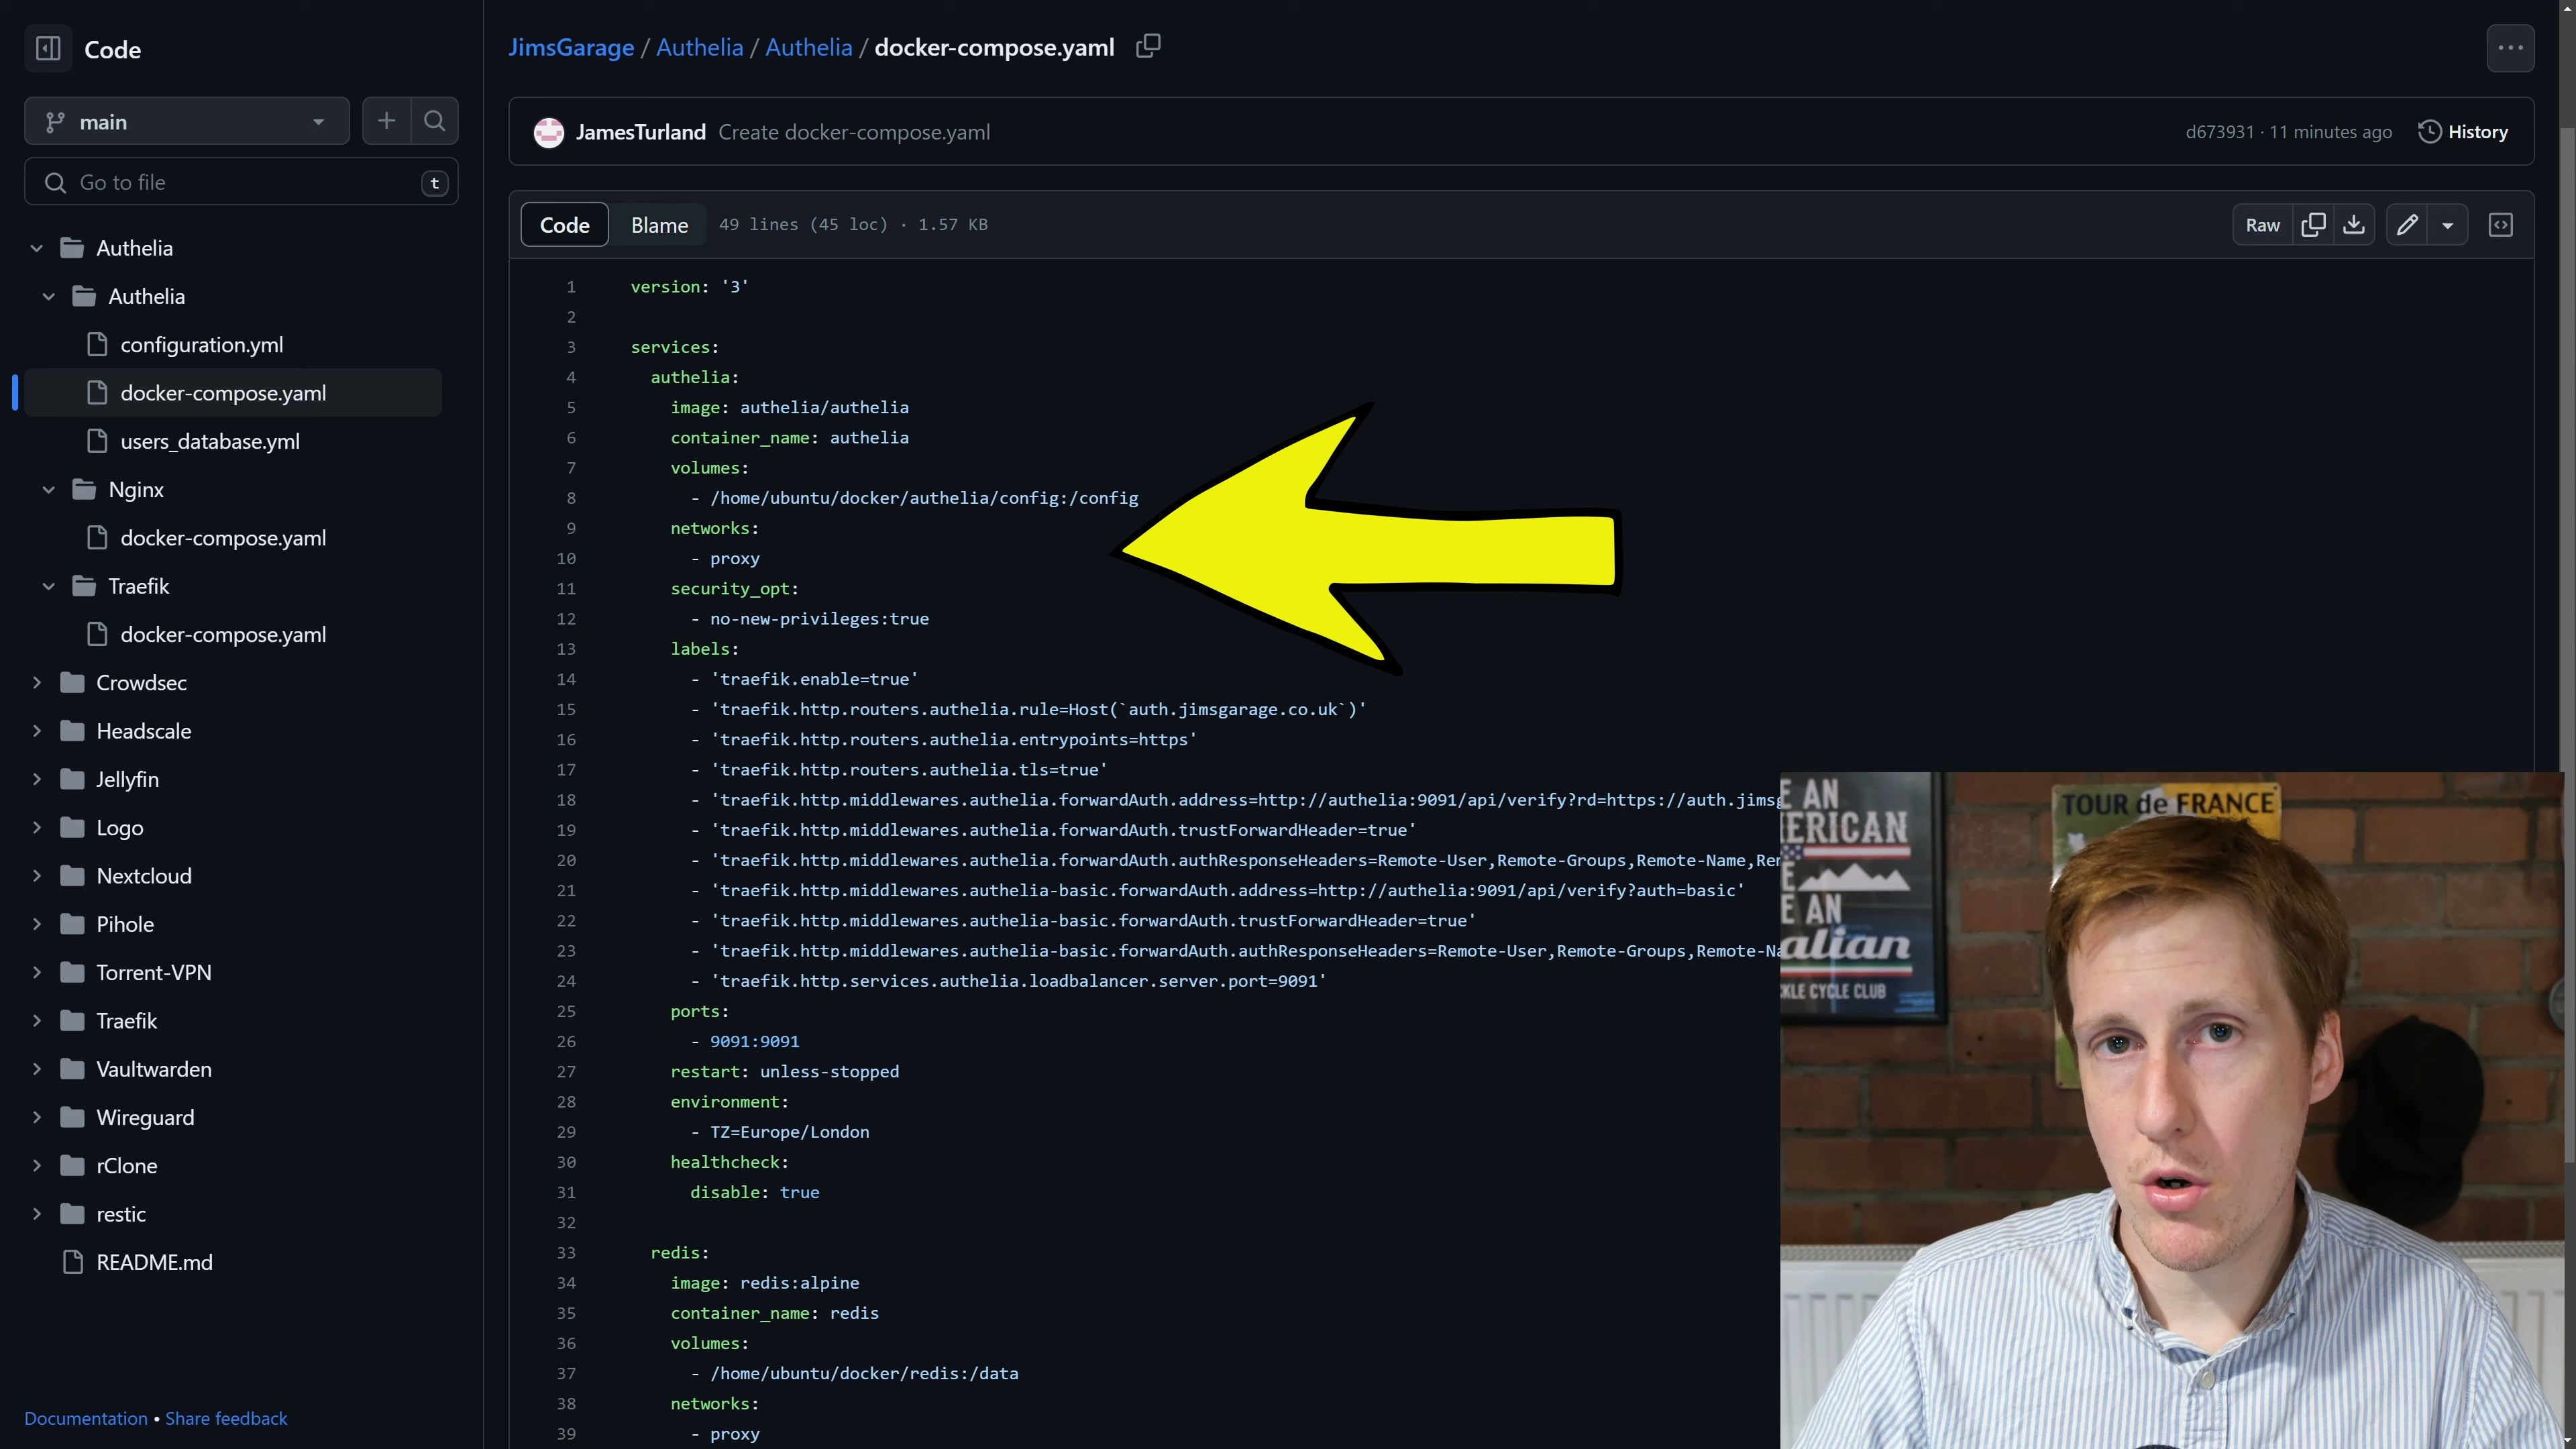 Code
main
Go to file
t
Authelia
Authelia
configuration.yml
docker-compose.yaml
users_database.yml
Nginx
docker-compose.yaml
Traefik
docker-compose.yaml
Crowdsec
Headscale
Jellyfin
Logo
Nextcloud
Pihole
Torrent-VPN
Traefik
Vaultwarden
Wireguard
rClone
restic
README.md
Documentation • Share feedback
JimsGarage / Authelia / Authelia / docker-compose.yaml
JamesTurland Create docker-compose.yaml d673931 · 11 minutes ago History
Code Blame 49 lines (45 loc) · 1.57 KB Raw
1 version: '3'
2
3 services:
4 authelia:
5 image: authelia/authelia
6 container_name: authelia
7 volumes:
8 - /home/ubuntu/docker/authelia/config:/config
9 networks:
10 - proxy
11 security_opt:
12 - no-new-privileges:true
13 labels:
14 - 'traefik.enable=true'
15 - 'traefik.http.routers.authelia.rule=Host(`auth.jimsgarage.co.uk`)'
16 - 'traefik.http.routers.authelia.entrypoints=https'
17 - 'traefik.http.routers.authelia.tls=true'
18 - 'traefik.http.middlewares.authelia.forwardAuth.address=http://authelia:9091/api/verify?rd=https://auth.jims
19 - 'traefik.http.middlewares.authelia.forwardAuth.trustForwardHeader=true'
20 - 'traefik.http.middlewares.authelia.forwardAuth.authResponseHeaders=Remote-User,Remote-Groups,Remote-Name,Rem
21 - 'traefik.http.middlewares.authelia-basic.forwardAuth.address=http://authelia:9091/api/verify?auth=basic'
22 - 'traefik.http.middlewares.authelia-basic.forwardAuth.trustForwardHeader=true'
23 - 'traefik.http.middlewares.authelia-basic.forwardAuth.authResponseHeaders=Remote-User,Remote-Groups,Remote-Na
24 - 'traefik.http.services.authelia.loadbalancer.server.port=9091'
25 ports:
26 - 9091:9091
27 restart: unless-stopped
28 environment:
29 - TZ=Europe/London
30 healthcheck:
31 disable: true
32
33 redis:
34 image: redis:alpine
35 container_name: redis
36 volumes:
37 - /home/ubuntu/docker/redis:/data
38 networks:
39 - proxy
E AN
ERICAN
E
E AN
alian
KLE CYCLE CLUB
TOUR de FRANCE